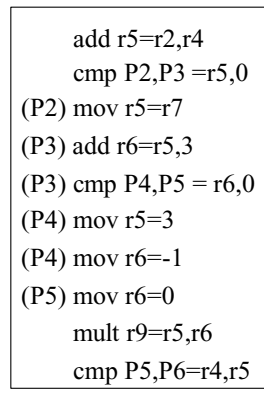 add r5=r2,r4
cmp P2,P3 =r5,0
(P2) mov r5=r7
(P3) add r6=r5,3
(P3) cmp P4,P5 = r6,0
(P4) mov r5=3
(P4) mov r6=-1
(P5) mov r6=0
mult r9=r5,r6
cmp P5,P6=r4,r5